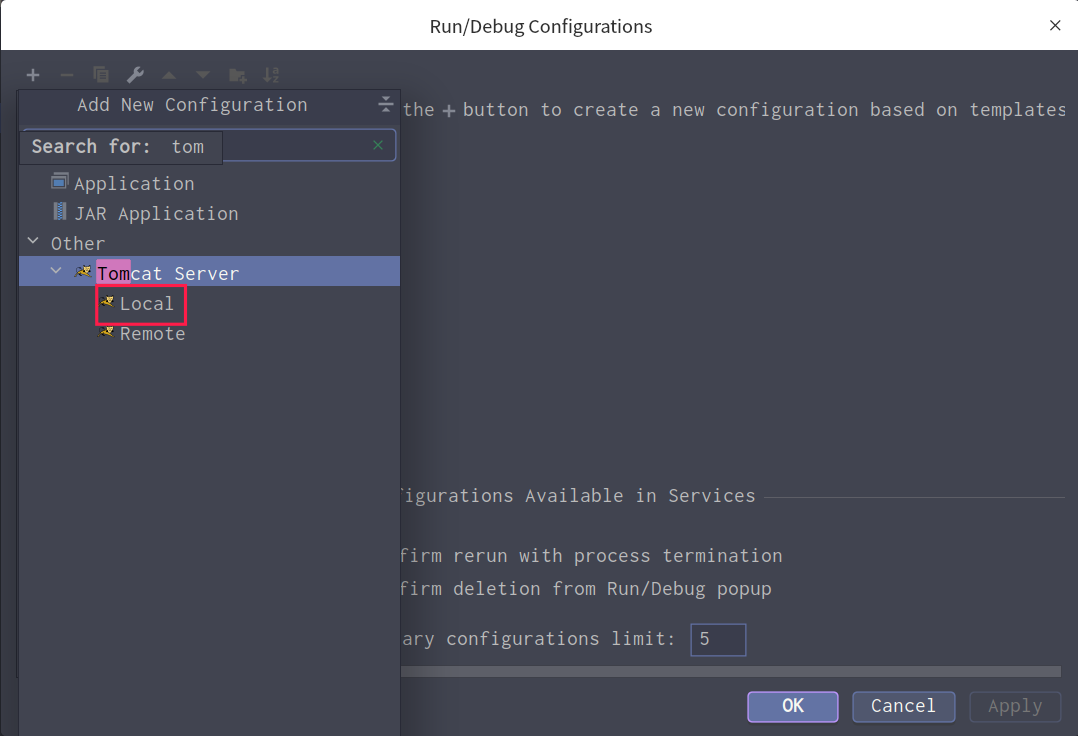 Run/Debug Configurations
Add New Configuration
the + button to create a new configuration based on templates
Search for: tom
Application
JAR Application
Other
Tomcat Server
Local
Remote
figurations Available in Services
firm rerun with process termination
firm deletion from Run/Debug popup
ary configurations limit: 5
OK Cancel Apply